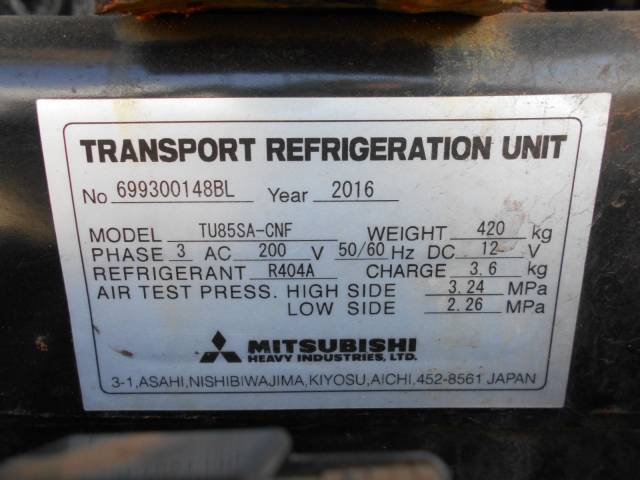 TRANSPORT REFRIGERATION UNIT
No 699300148BL Year 2016
MODEL TU85SA-CNF WEIGHT 420 kg
PHASE 3 AC 200 V 50/60 Hz DC 12 V
REFRIGERANT R404A CHARGE 3.6 kg
AIR TEST PRESS. HIGH SIDE 3.24 MPa
LOW SIDE 2.26 MPa
MITSUBISHI
HEAVY INDUSTRIES, LTD.
3-1,ASAHI,NISHIBIWAJIMA,KIYOSU,AICHI,452-8561 JAPAN